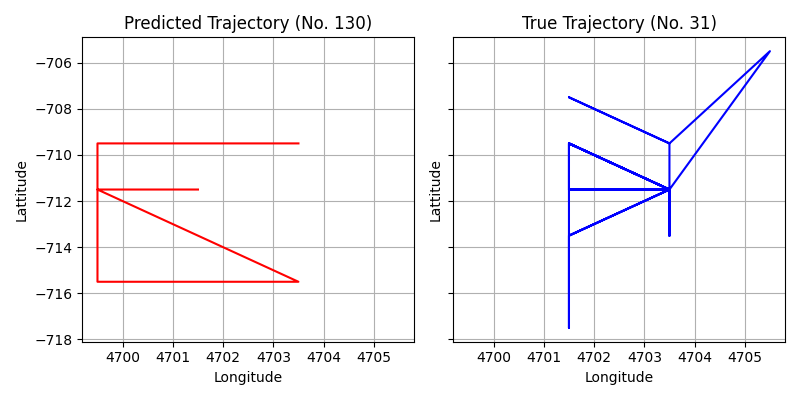 Predicted Trajectory (No. 130)
True Trajectory (No. 31)
Lattitude
−706
−708
−710
−712
−714
−716
−718
4700 4701 4702 4703 4704 4705
Longitude
Lattitude
4700 4701 4702 4703 4704 4705
Longitude